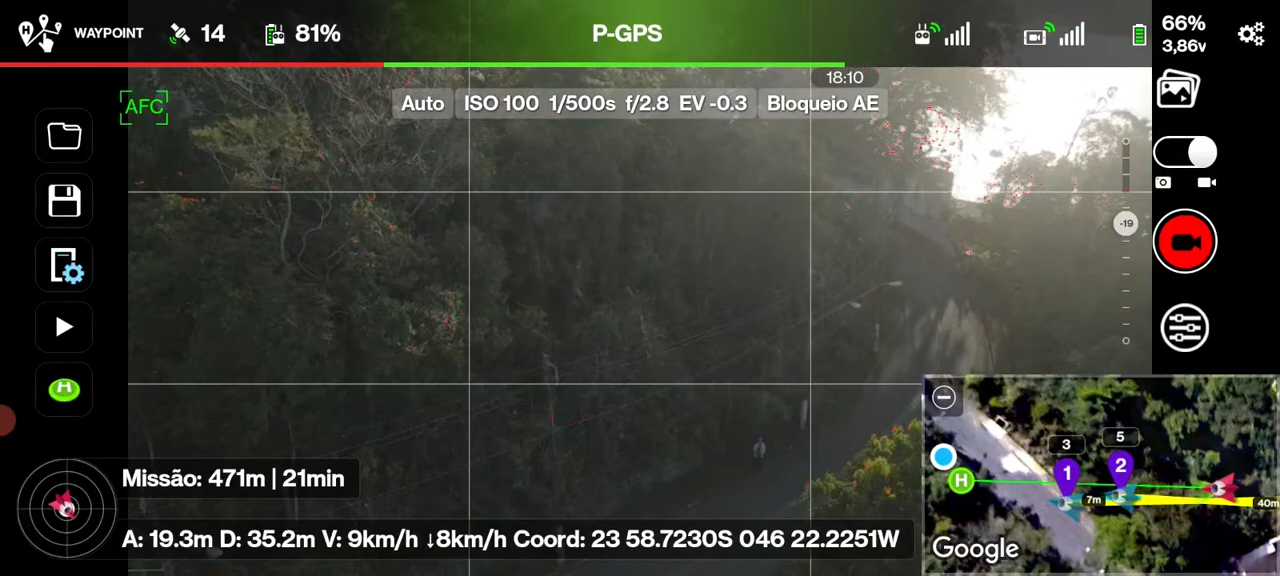 WAYPOINT 14 81% P-GPS 66%
3,86v
18:10
AFC Auto ISO 100 1/500s f/2.8 EV -0.3 Bloqueio AE
-19
H
3 5
1 2
H
7m 40m
Missão: 471m | 21min
A: 19.3m D: 35.2m V: 9km/h ↓8km/h Coord: 23 58.7230S 046 22.2251W
Google